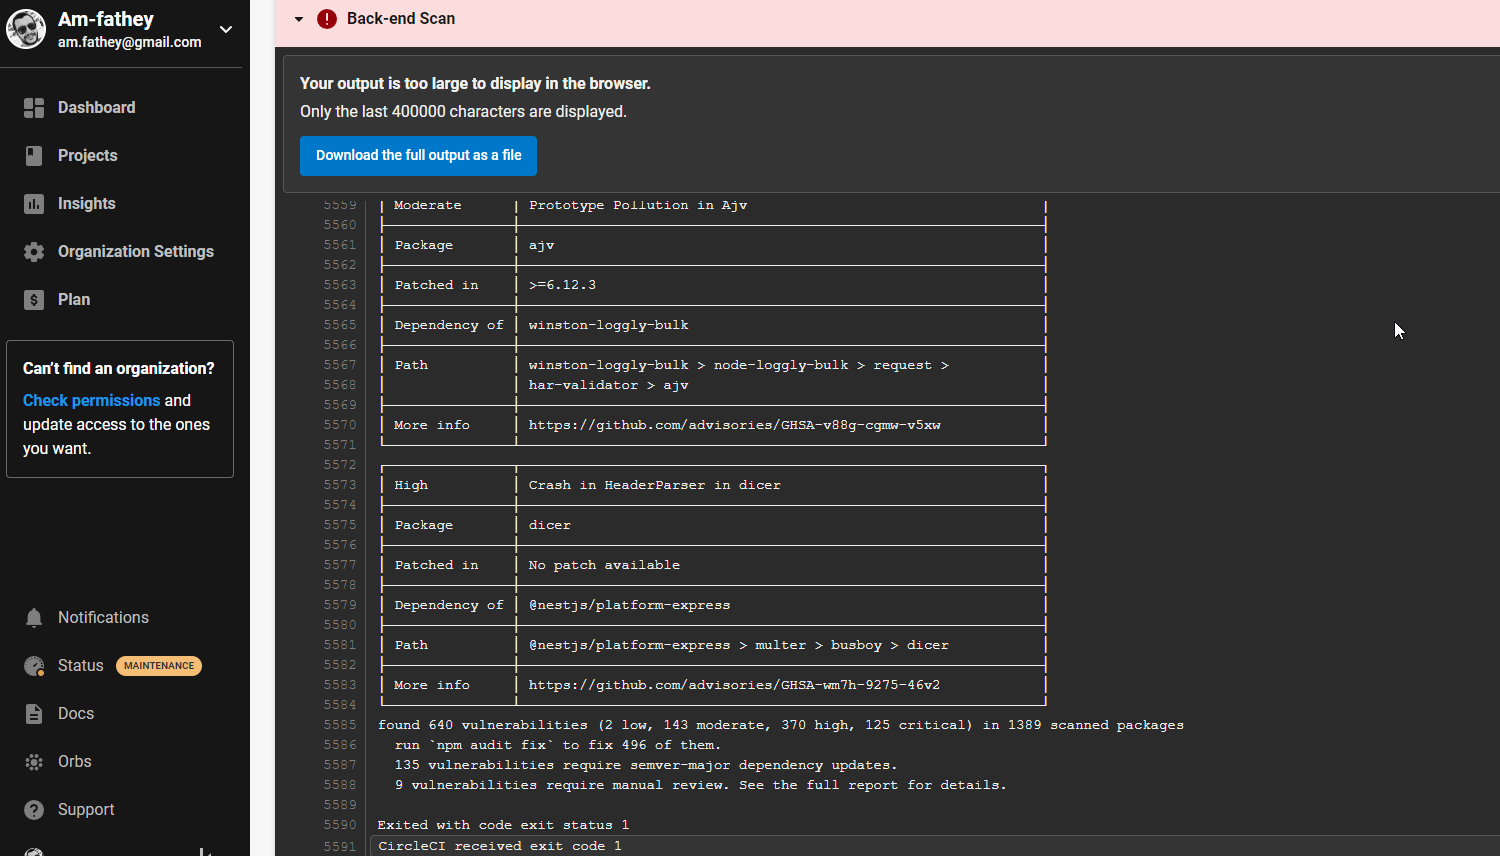 Am-fathey
am.fathey@gmail.com
Dashboard
Projects
Insights
Organization Settings
Plan
Can't find an organization?
Check permissions and
update access to the ones
you want.
Notifications
Status MAINTENANCE
Docs
Orbs
Support
Back-end Scan
Your output is too large to display in the browser.
Only the last 400000 characters are displayed.
Download the full output as a file
5559 Moderate Prototype Pollution in Ajv
5560
5561 Package ajv
5562
5563 Patched in >=6.12.3
5564
5565 Dependency of winston-loggly-bulk
5566
5567 Path winston-loggly-bulk > node-loggly-bulk > request >
5568 har-validator > ajv
5569
5570 More info https://github.com/advisories/GHSA-v88g-cgmw-v5xw
5571
5572
5573 High Crash in HeaderParser in dicer
5574
5575 Package dicer
5576
5577 Patched in No patch available
5578
5579 Dependency of @nestjs/platform-express
5580
5581 Path @nestjs/platform-express > multer > busboy > dicer
5582
5583 More info https://github.com/advisories/GHSA-wm7h-9275-46v2
5584
5585 found 640 vulnerabilities (2 low, 143 moderate, 370 high, 125 critical) in 1389 scanned packages
5586 run `npm audit fix` to fix 496 of them.
5587 135 vulnerabilities require semver-major dependency updates.
5588 9 vulnerabilities require manual review. See the full report for details.
5589
5590 Exited with code exit status 1
5591 CircleCI received exit code 1